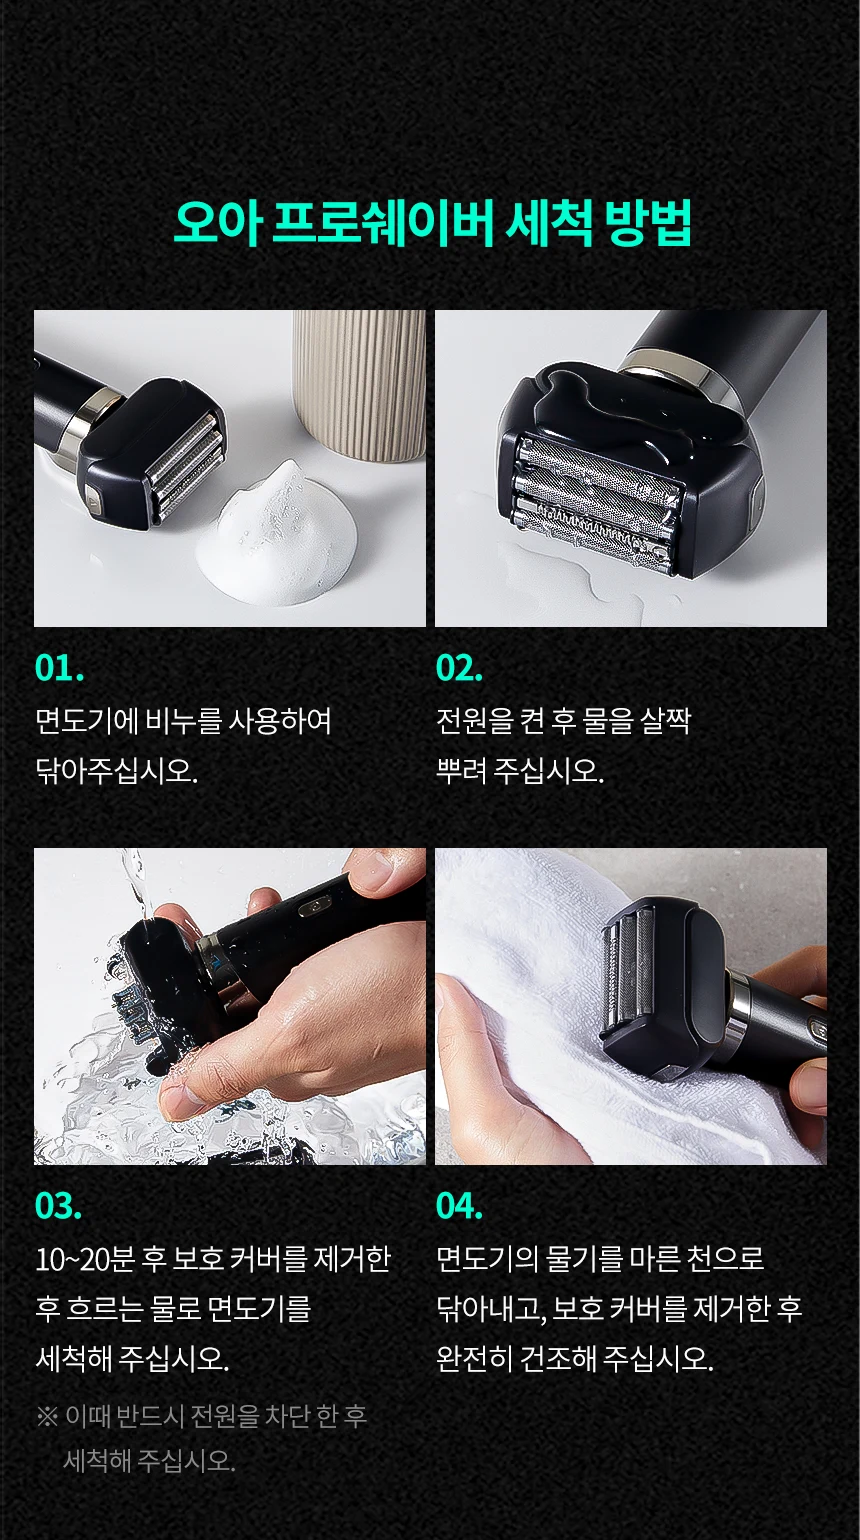 오아 프로쉐이버 세척 방법
01.
면도기에 비누를 사용하여
닦아주십시오.
02.
전원을 켠 후 물을 살짝
뿌려 주십시오.
03.
10~20분 후 보호 커버를 제거한
후 흐르는 물로 면도기를
세척해 주십시오.
※ 이때 반드시 전원을 차단 한 후
세척해 주십시오.
04.
면도기의 물기를 마른 천으로
닦아내고, 보호 커버를 제거한 후
완전히 건조해 주십시오.